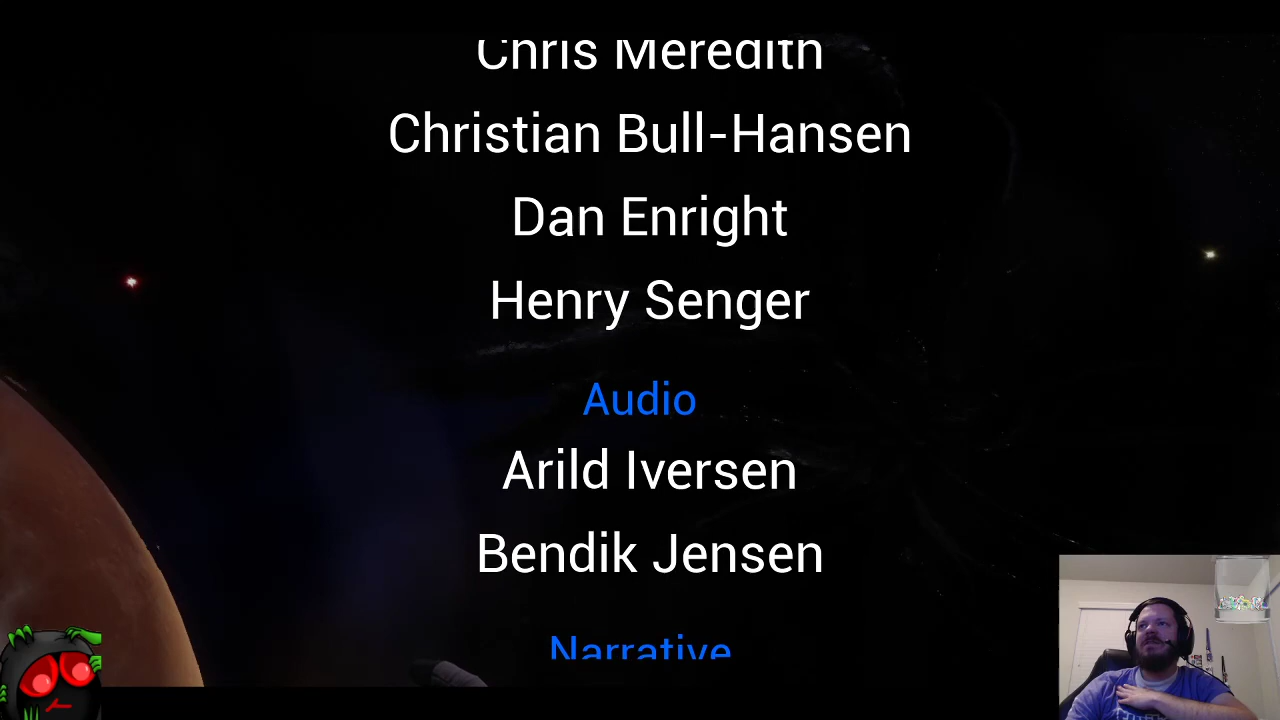 Chris Meredith
Christian Bull-Hansen
Dan Enright
Henry Senger
Audio
Arild Iversen
Bendik Jensen
Narrative